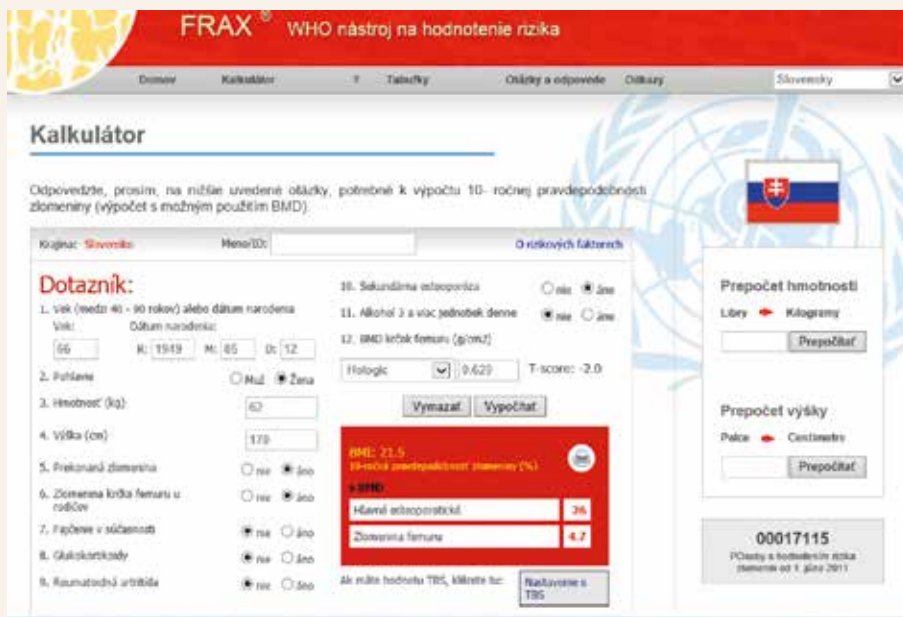 FRAX ® WHO nástroj na hodnotenie rizika
Domov Kalkulátor Tabuľky Otázky a odpovede Odkazy Slovensky
Kalkulátor
Odpovedzte, prosím, na nižšie uvedené otázky, potrebné k výpočtu 10- ročnej pravdepodobnosti
zlomeniny (výpočet s možným použitím BMD).
Krajina: Slovensko Meno/ID: O rizikových faktoroch
Dotazník:
1. Vek (medzi 40 - 90 rokov) alebo dátum narodenia
Vek: Dátum narodenia:
66 R: 1949 M: 05 D: 12
2. Pohlavie Muž Žena
3. Hmotnosť (kg) 62
4. Výška (cm) 170
5. Prekonaná zlomenina nie áno
6. Zlomenina krčka femuru u
rodičov nie áno
7. Fajčenie v súčasnosti nie áno
8. Glukokortikoidy nie áno
9. Reumatoidná artritída nie áno
10. Sekundárna osteoporóza nie áno
11. Alkohol 3 a viac jednotiek denne nie áno
12. BMD krčok femuru (g/cm2)
Hologic 0.629 T-score: -2.0
Vymazať Vypočítať
BMI: 21.5
10-ročná pravdepodobnosť zlomeniny (%)
s BMD
Hlavné osteoporotické 26
Zlomenina femuru 4.7
Ak máte hodnotu TBS, kliknite tu: Nastavenie s
TBS
Prepočet hmotnosti
Libry Kilogramy
Prepočítať
Prepočet výšky
Palce Centimetre
Prepočítať
00017115
zlomenín od 1. júna 2011